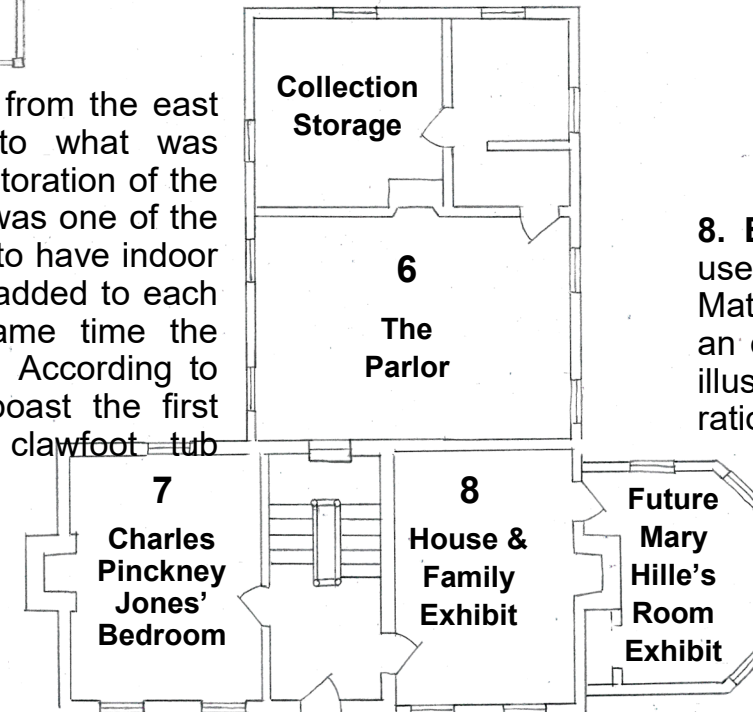 from the east
to what was
toration of the
was one of the
to have indoor
added to each
ame time the
According to
boast the first
clawfoot tub
Collection
Storage
6
The
Parlor
7
Charles
Pinckney
Jones’
Bedroom
8
House &
Family
Exhibit
Future
Mary
Hille’s
Room
Exhibit
8. E
use
Mat
an
illus
ratio